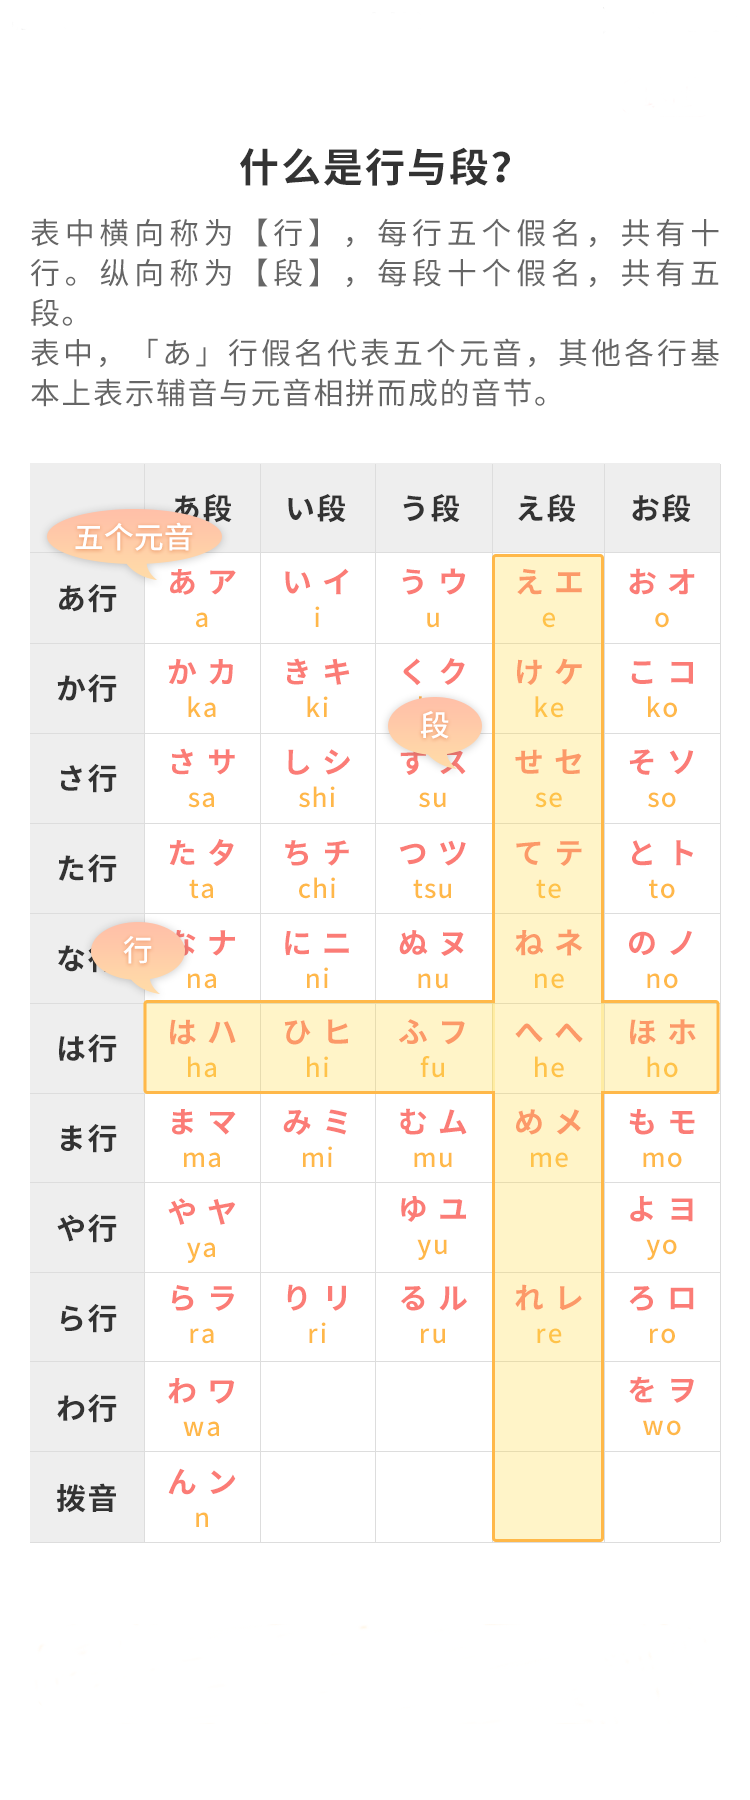 什么是行与段？
表中横向称为【行】，每行五个假名，共有十
行。纵向称为【段】，每段十个假名，共有五
段。
表中，「あ」行假名代表五个元音，其他各行基
本上表示辅音与元音相拼而成的音节。
あ段 い段 う段 え段 お段
五个元音
あ行 あ ア い イ う ウ え エ お オ
a i u e o
か行 か カ き キ く ク け ケ こ コ
ka ki ke ko
段
さ行 さ サ し シ す ス せ セ そ ソ
sa shi su se so
た行 た タ ち チ つ ツ て テ と ト
ta chi tsu te to
行
な行 な ナ に ニ ぬ ヌ ね ネ の ノ
na ni nu ne no
は行 は ハ ひ ヒ ふ フ へ ヘ ほ ホ
ha hi fu he ho
ま行 ま マ み ミ む ム め メ も モ
ma mi mu me mo
や行 や ヤ ゆ ユ よ ヨ
ya yu yo
ら行 ら ラ り リ る ル れ レ ろ ロ
ra ri ru re ro
わ行 わ ワ を ヲ
wa wo
拨音 ん ン
n